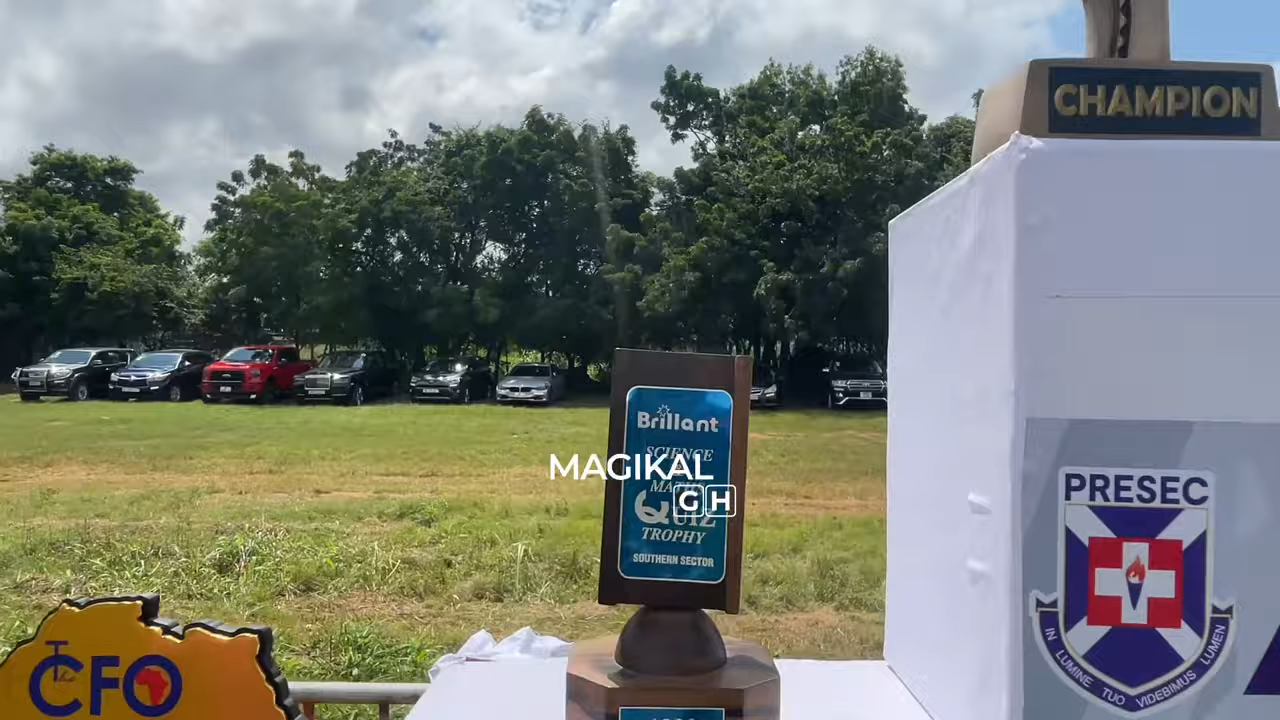 CHAMPION
Brillant
SCIENCE
MATHS
QUIZ
TROPHY
SOUTHERN SECTOR
MAGIKAL
GH
PRESEC
IN LUMINE TUO VIDEBIMUS LUMEN
CFO